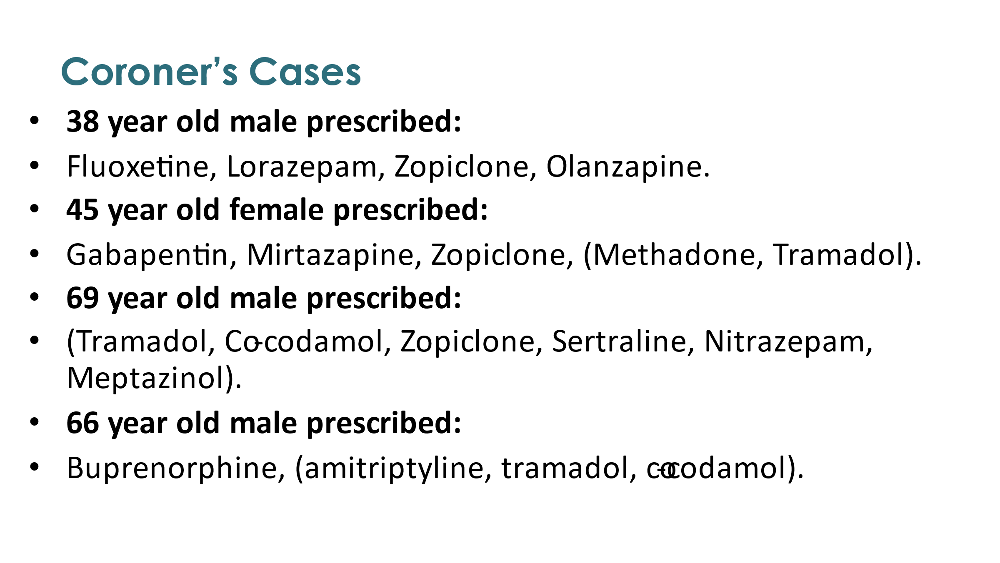 Coroner’s Cases
• 38 year old male prescribed:
• Fluoxetine, Lorazepam, Zopiclone, Olanzapine.
• 45 year old female prescribed:
• Gabapentin, Mirtazapine, Zopiclone, (Methadone, Tramadol).
• 69 year old male prescribed:
• (Tramadol, Co-codamol, Zopiclone, Sertraline, Nitrazepam,
Meptazinol).
• 66 year old male prescribed:
• Buprenorphine, (amitriptyline, tramadol, co-codamol).